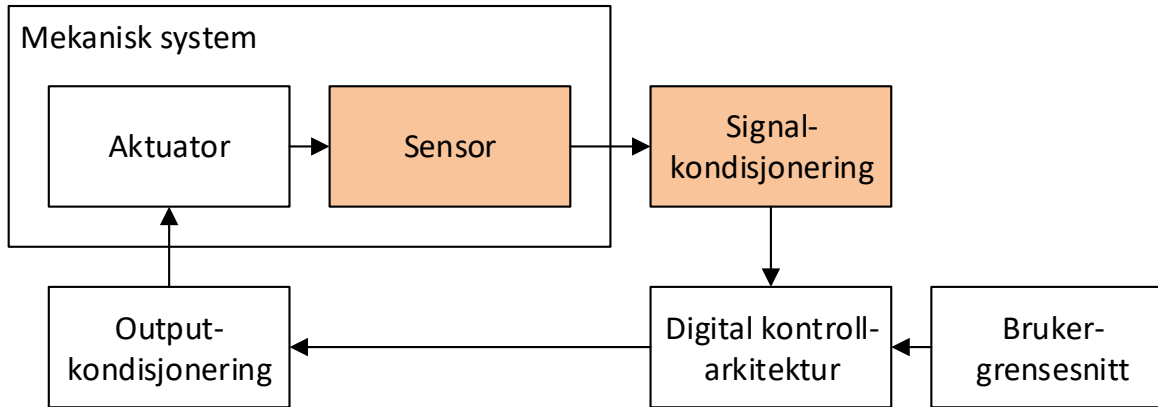 Mekanisk system
Aktuator
Sensor
Signal-
kondisjonering
Output-
kondisjonering
Digital kontroll-
arkitektur
Bruker-
grensesnitt